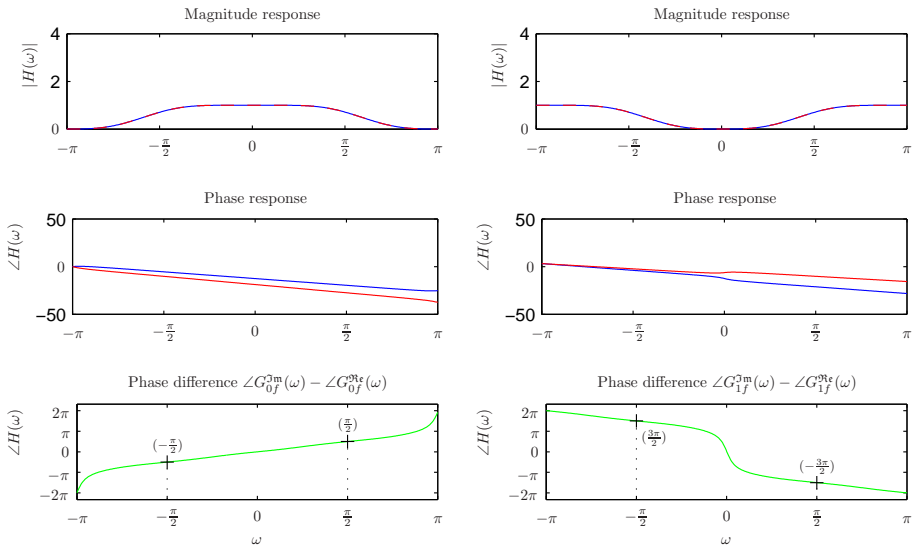 Magnitude response
|H(ω)|
4
2
0
−π
−π/2
0
π/2
π
Magnitude response
|H(ω)|
4
2
0
−π
−π/2
0
π/2
π
Phase response
∠H(ω)
50
0
−50
−π
−π/2
0
π/2
π
Phase response
∠H(ω)
50
0
−50
−π
−π/2
0
π/2
π
Phase difference ∠G_{0f}^{ℑ𝔪}(ω) − ∠G_{0f}^{ℜ𝔢}(ω)
∠H(ω)
2π
π
0
−π
−2π
(−π/2)
(π/2)
−π
−π/2
0
π/2
π
ω
Phase difference ∠G_{1f}^{ℑ𝔪}(ω) − ∠G_{1f}^{ℜ𝔢}(ω)
∠H(ω)
2π
π
0
−π
−2π
(3π/2)
(−3π/2)
−π
−π/2
0
π/2
π
ω